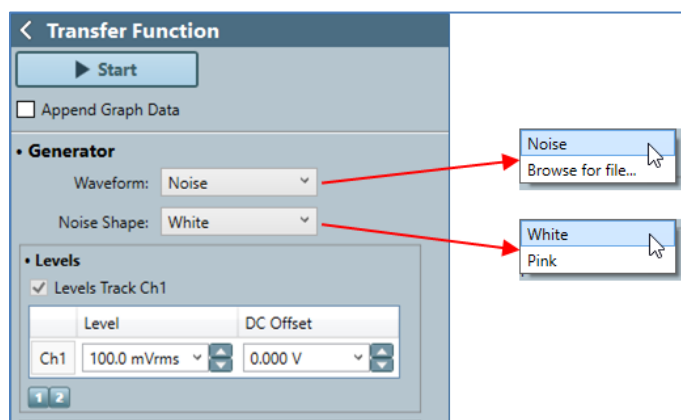 Transfer Function
Start
Append Graph Data
• Generator
Waveform: Noise
Noise Shape: White
• Levels
Levels Track Ch1
Level DC Offset
Ch1 100.0 mVrms 0.000 V
1 2
Noise
Browse for file...
White
Pink